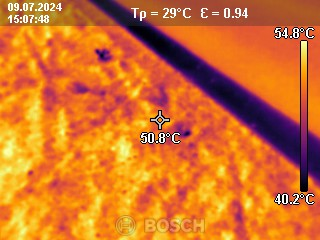 09.07.2024
15:07:48
Tp = 29°C  Ɛ = 0.94
54.8°C
50.8°C
40.2°C
BOSCH